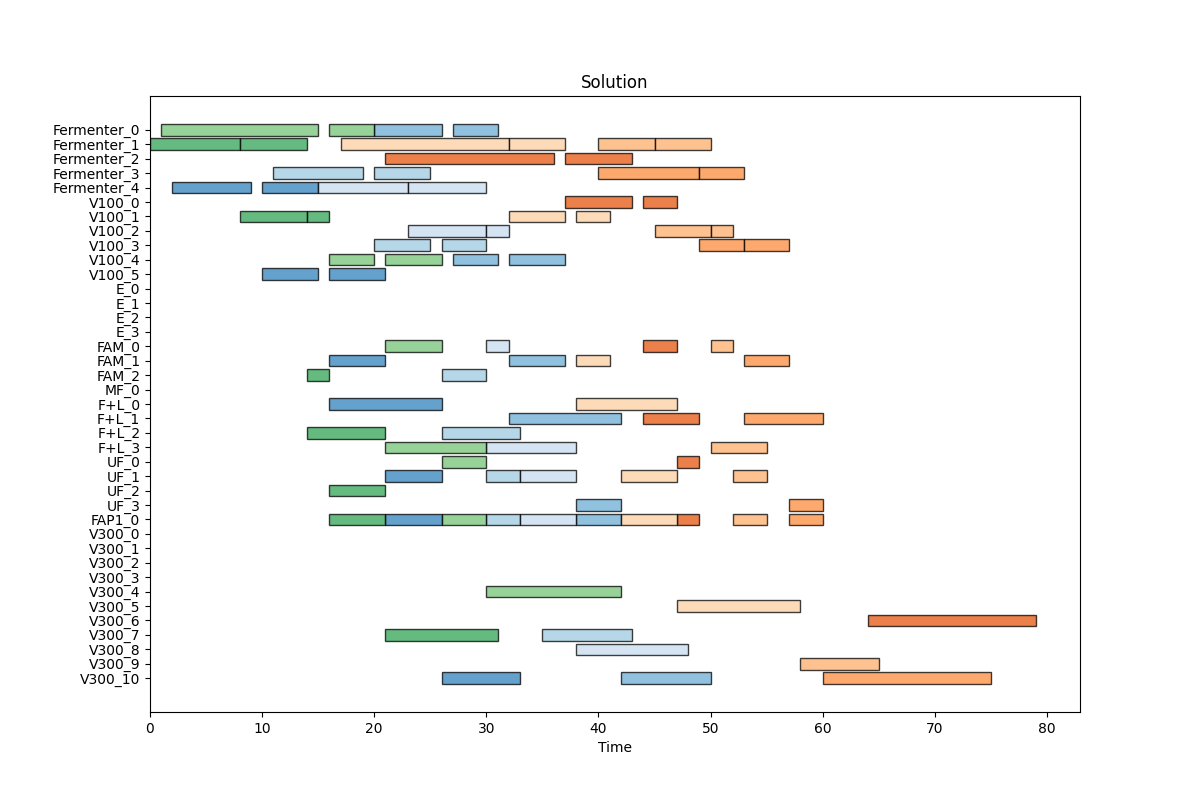 Solution
Fermenter_0
Fermenter_1
Fermenter_2
Fermenter_3
Fermenter_4
V100_0
V100_1
V100_2
V100_3
V100_4
V100_5
E_0
E_1
E_2
E_3
FAM_0
FAM_1
FAM_2
MF_0
F+L_0
F+L_1
F+L_2
F+L_3
UF_0
UF_1
UF_2
UF_3
FAP1_0
V300_0
V300_1
V300_2
V300_3
V300_4
V300_5
V300_6
V300_7
V300_8
V300_9
V300_10
0 10 20 30 40 50 60 70 80
Time